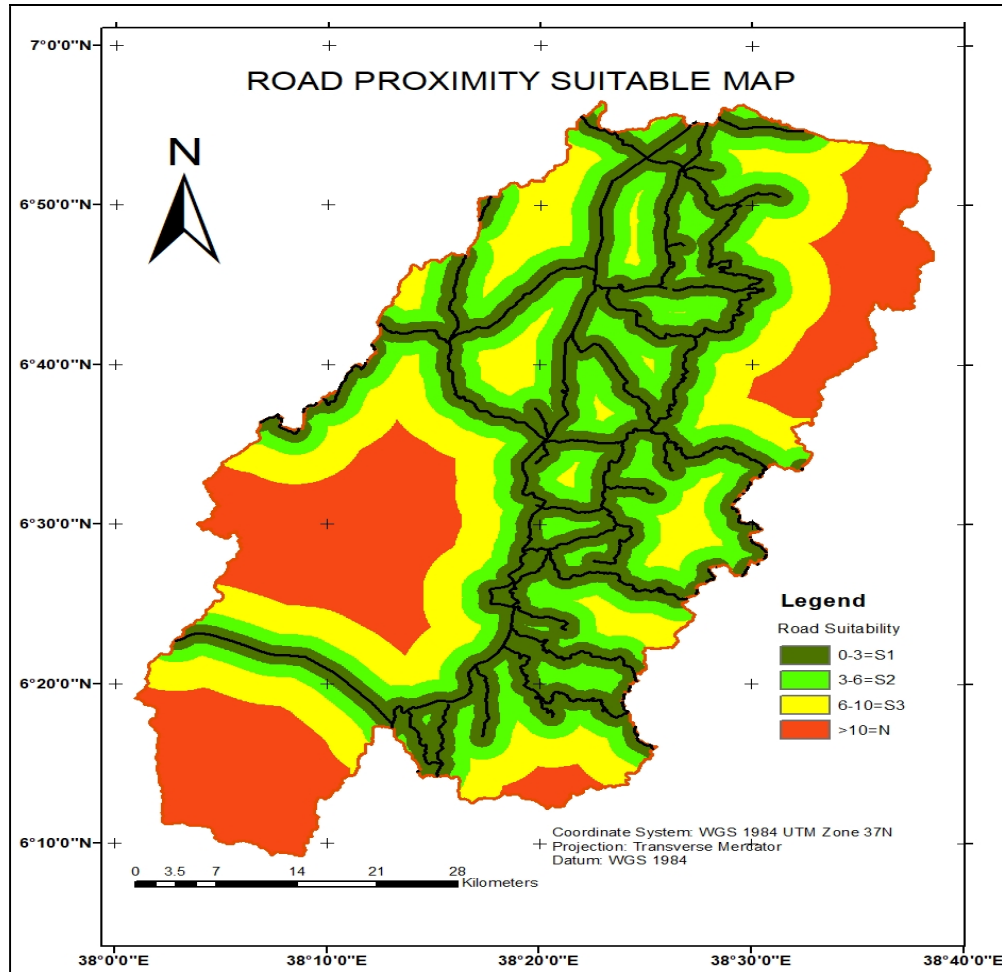 7°0'0"N
ROAD PROXIMITY SUITABLE MAP
N
6°50'0"N
6°40'0"N
6°30'0"N
6°20'0"N
6°10'0"N
Legend
Road Suitability
0-3=S1
3-6=S2
6-10=S3
>10=N
Coordinate System: WGS 1984 UTM Zone 37N
Projection: Transverse Mercator
Datum: WGS 1984
0 3.5 7 14 21 28
Kilometers
38°0'0"E 38°10'0"E 38°20'0"E 38°30'0"E 38°40'0"E